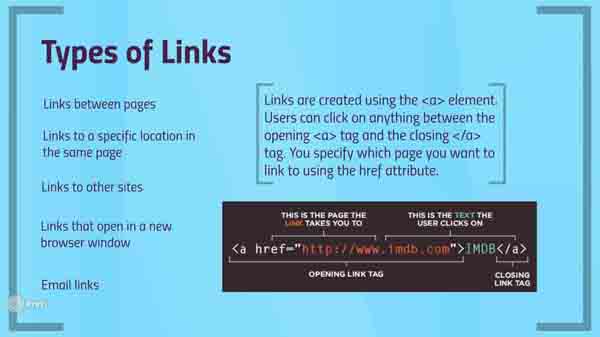 Types of Links
Links between pages
Links to a specific location in
the same page
Links to other sites
Links that open in a new
browser window
Email links
Links are created using the <a> element.
Users can click on anything between the
opening <a> tag and the closing </a>
tag. You specify which page you want to
link to using the href attribute.
THIS IS THE PAGE THE
LINK TAKES YOU TO
THIS IS THE TEXT THE
USER CLICKS ON
<a href="http://www.imdb.com">IMDB</a>
OPENING LINK TAG
CLOSING
LINK TAG
Prezi